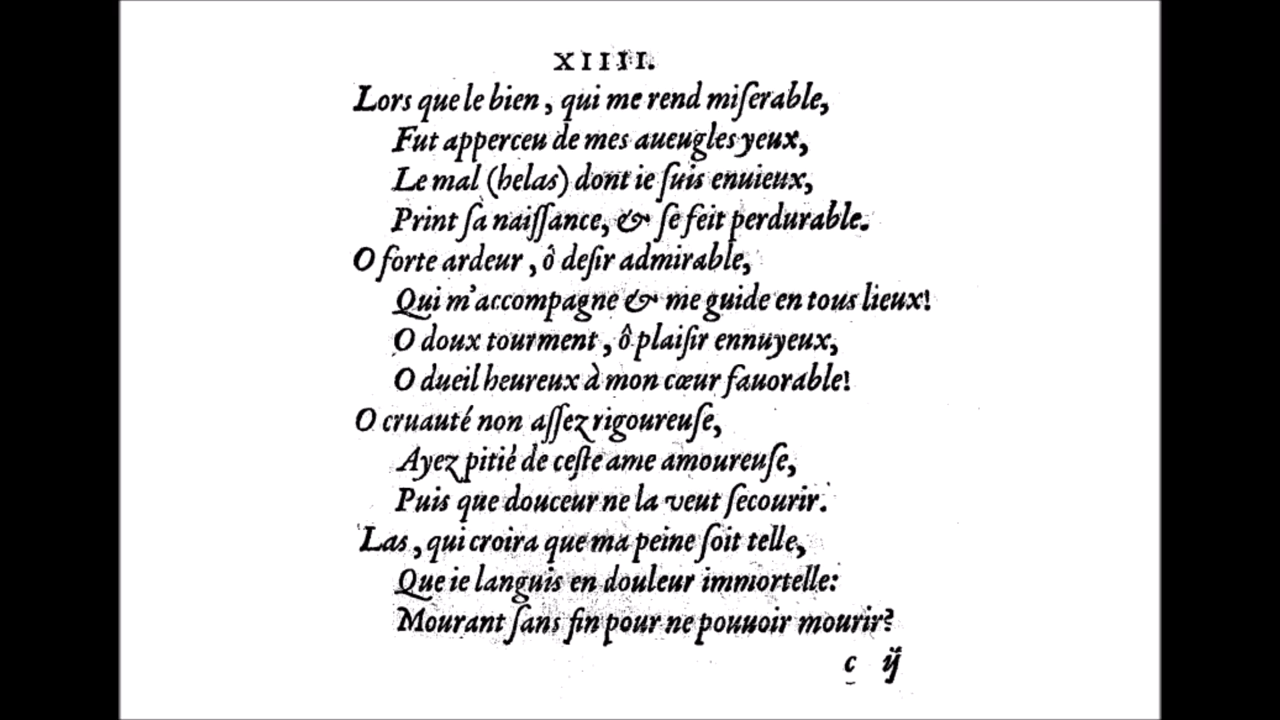 XIIII.
Lors que le bien, qui me rend miſerable,
Fut apperceu de mes aueugles yeux,
Le mal (helas) dont ie ſuis enuieux,
Print ſa naiſſance, & ſe feit perdurable.
O forte ardeur, ô deſir admirable,
Qui m'accompagne & me guide en tous lieux!
O doux tourment, ô plaiſir ennuyeux,
O dueil heureux à mon cœur fauorable!
O cruauté non aſſez rigoureuſe,
Ayez pitié de ceſte ame amoureuſe,
Puis que douceur ne la veut ſecourir.
Las, qui croira que ma peine ſoit telle,
Que ie languis en douleur immortelle:
Mourant ſans fin pour ne pouuoir mourir?
c ij